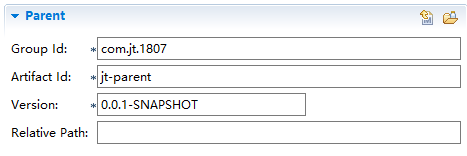 Parent
Group Id: * com.jt.1807
Artifact Id: * jt-parent
Version: * 0.0.1-SNAPSHOT
Relative Path: